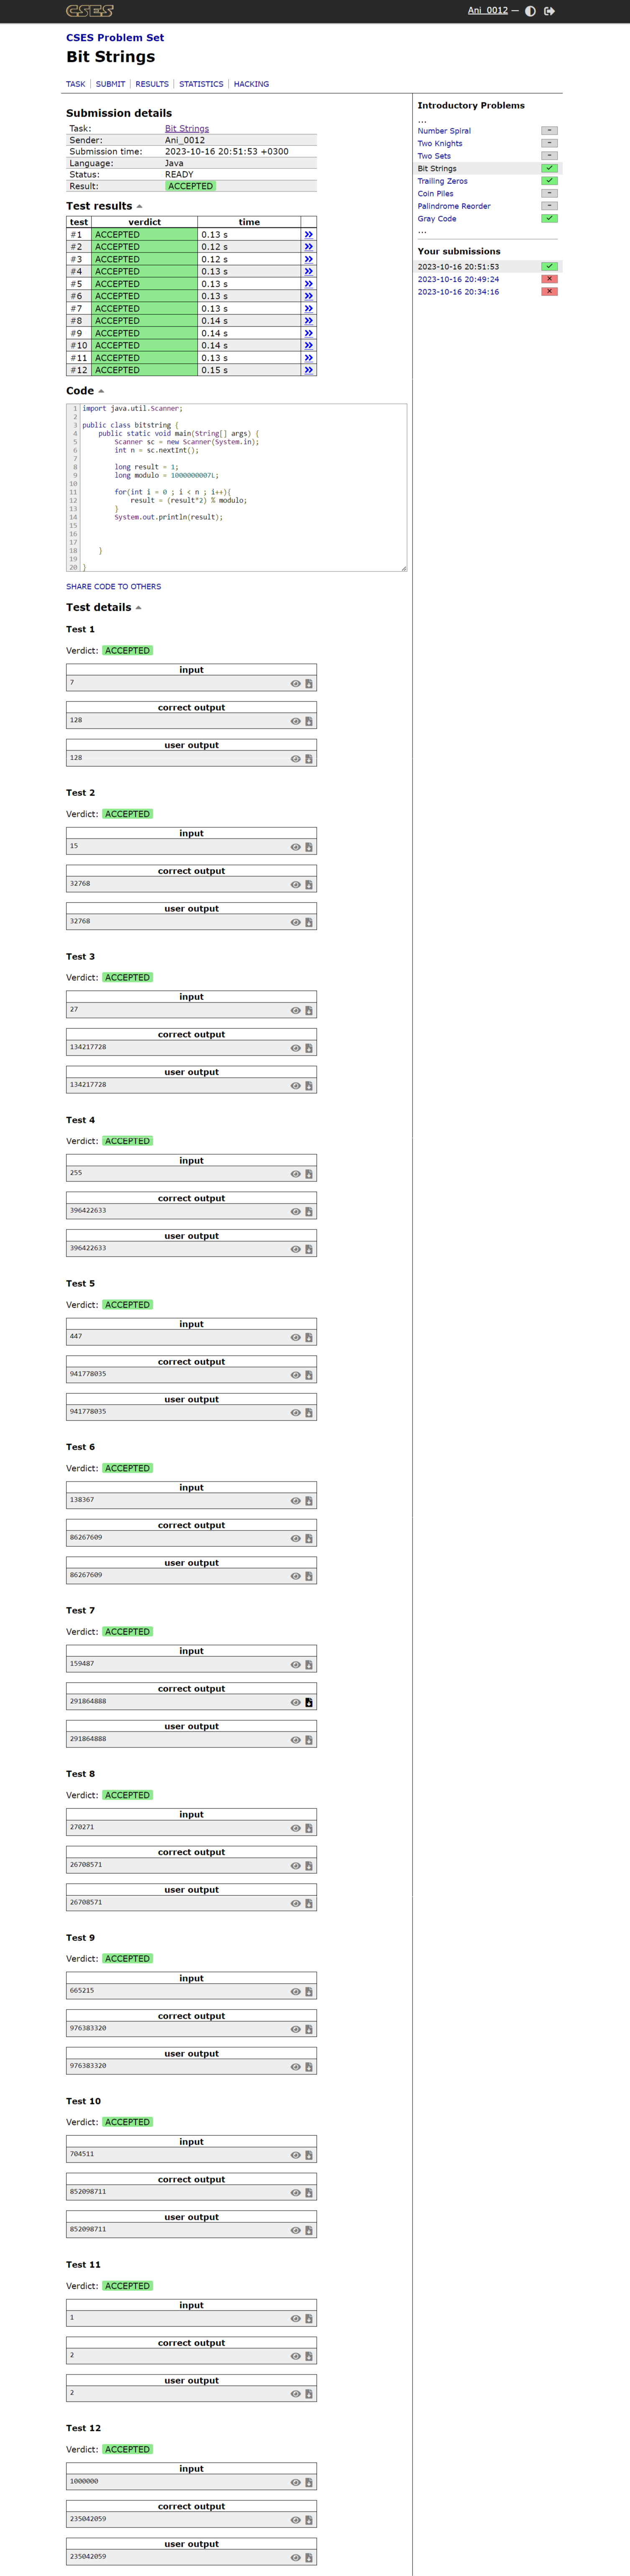 CSES
Ani_0012 —
CSES Problem Set
Bit Strings
TASK SUBMIT RESULTS STATISTICS HACKING
Submission details
Task: Bit Strings
Sender: Ani_0012
Submission time: 2023-10-16 20:51:53 +0300
Language: Java
Status: READY
Result: ACCEPTED
Test results
test verdict time
#1 ACCEPTED 0.13 s
#2 ACCEPTED 0.12 s
#3 ACCEPTED 0.12 s
#4 ACCEPTED 0.13 s
#5 ACCEPTED 0.13 s
#6 ACCEPTED 0.13 s
#7 ACCEPTED 0.13 s
#8 ACCEPTED 0.14 s
#9 ACCEPTED 0.14 s
#10 ACCEPTED 0.14 s
#11 ACCEPTED 0.13 s
#12 ACCEPTED 0.15 s
Code
1 import java.util.Scanner;
2
3 public class bitstring {
4 public static void main(String[] args) {
5 Scanner sc = new Scanner(System.in);
6 int n = sc.nextInt();
7
8 long result = 1;
9 long modulo = 1000000007L;
10
11 for(int i = 0 ; i < n ; i++){
12 result = (result*2) % modulo;
13 }
14 System.out.println(result);
15
16
17
18 }
19
20 }
SHARE CODE TO OTHERS
Test details
Test 1
Verdict: ACCEPTED
input
7
correct output
128
user output
128
Test 2
Verdict: ACCEPTED
input
15
correct output
32768
user output
32768
Test 3
Verdict: ACCEPTED
input
27
correct output
134217728
user output
134217728
Test 4
Verdict: ACCEPTED
input
255
correct output
396422633
user output
396422633
Test 5
Verdict: ACCEPTED
input
447
correct output
941778035
user output
941778035
Test 6
Verdict: ACCEPTED
input
138367
correct output
86267609
user output
86267609
Test 7
Verdict: ACCEPTED
input
159487
correct output
291864888
user output
291864888
Test 8
Verdict: ACCEPTED
input
270271
correct output
26708571
user output
26708571
Test 9
Verdict: ACCEPTED
input
665215
correct output
976383320
user output
976383320
Test 10
Verdict: ACCEPTED
input
704511
correct output
852098711
user output
852098711
Test 11
Verdict: ACCEPTED
input
1
correct output
2
user output
2
Test 12
Verdict: ACCEPTED
input
1000000
correct output
235042059
user output
235042059
Introductory Problems
...
Number Spiral –
Two Knights –
Two Sets –
Bit Strings
Trailing Zeros
Coin Piles –
Palindrome Reorder –
Gray Code
...
Your submissions
2023-10-16 20:51:53
2023-10-16 20:49:24
2023-10-16 20:34:16